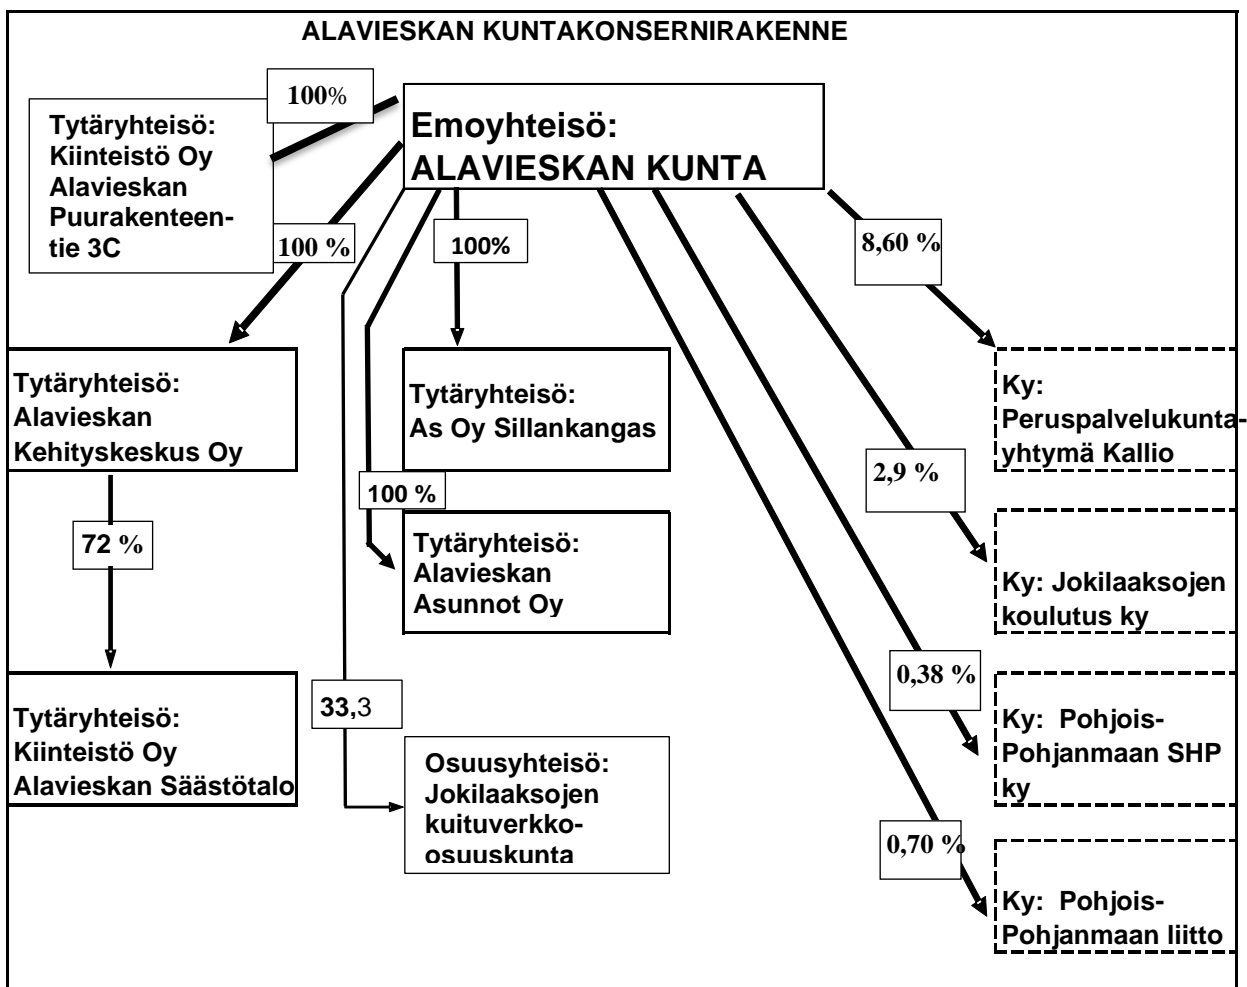 ALAVIESKAN KUNTAKONSERNIRAKENNE
100%
Tytäryhteisö:
Kiinteistö Oy
Alavieskan
Puurakenteen-
tie 3C
Emoyhteisö:
ALAVIESKAN KUNTA
100 %
100%
8,60 %
Tytäryhteisö:
Alavieskan
Kehityskeskus Oy
Tytäryhteisö:
As Oy Sillankangas
Ky:
Peruspalvelukunta-
yhtymä Kallio
2,9 %
100 %
72 %
Tytäryhteisö:
Alavieskan
Asunnot Oy
Ky: Jokilaaksojen
koulutus ky
0,38 %
33,3
Tytäryhteisö:
Kiinteistö Oy
Alavieskan Säästötalo
Ky: Pohjois-
Pohjanmaan SHP
ky
Osuusyhteisö:
Jokilaaksojen
kuituverkko-
osuuskunta
0,70 %
Ky: Pohjois-
Pohjanmaan liitto